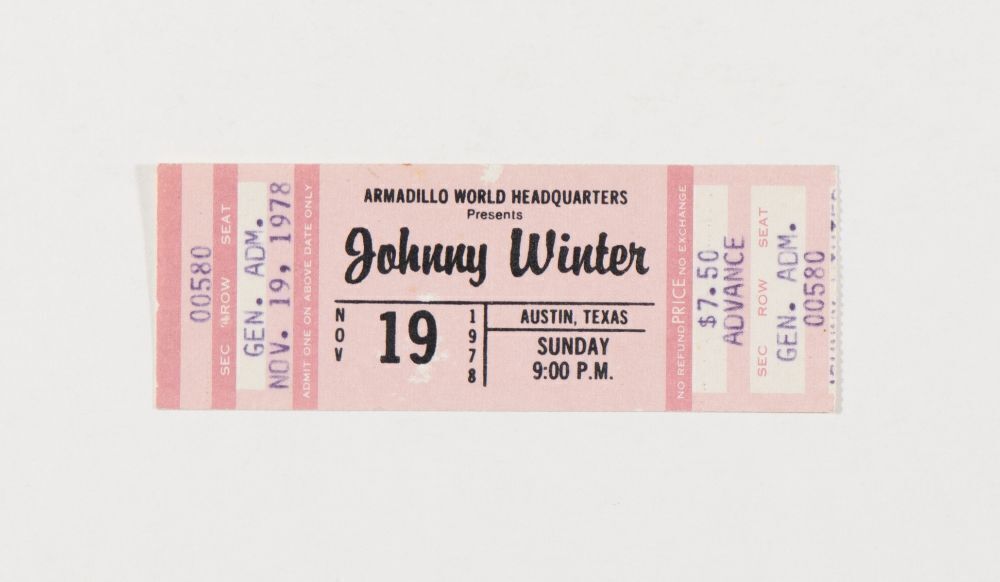 00580
SEC ROW SEAT
GEN. ADM.
NOV. 19, 1978
ADMIT ONE ON ABOVE DATE ONLY
ARMADILLO WORLD HEADQUARTERS
Presents
Johnny Winter
NOV
19
1978
AUSTIN, TEXAS
SUNDAY
9:00 P.M.
NO REFUND PRICE NO EXCHANGE
$7.50
ADVANCE
SEC ROW SEAT
GEN. ADM.
00580